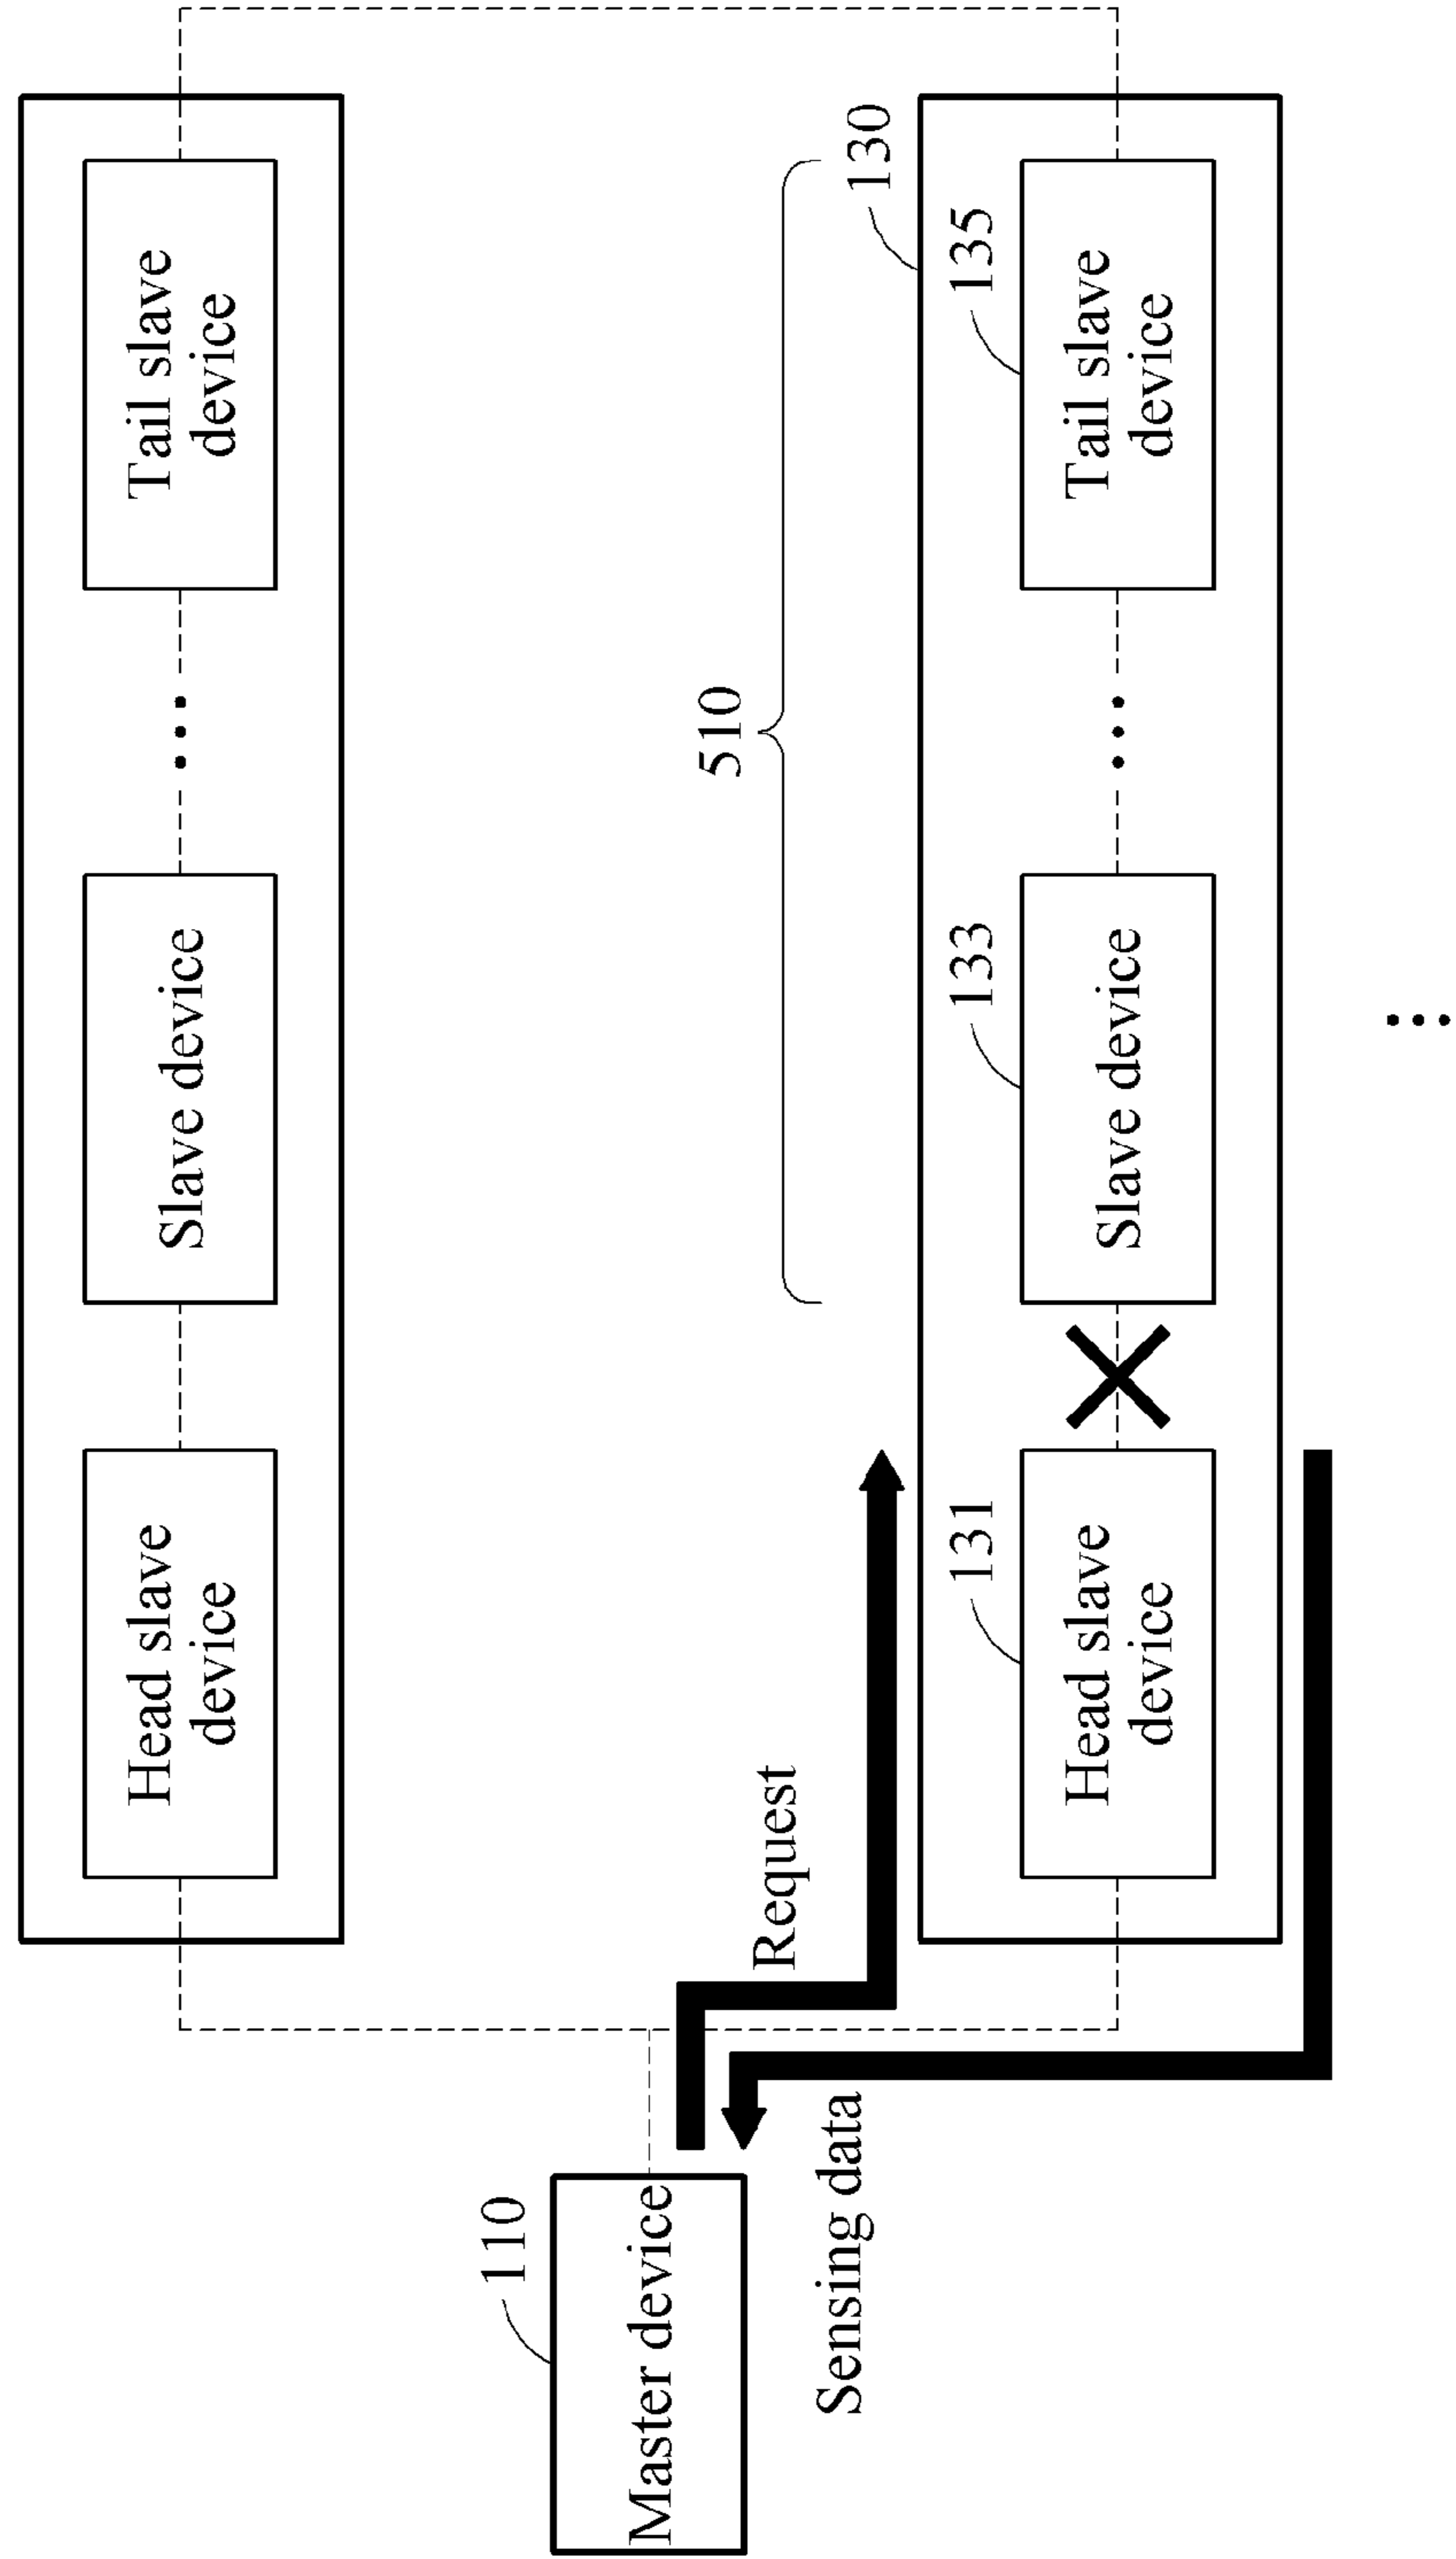 Head slave
device
Slave device
• • •
Tail slave
device
110
Master device
Request
Sensing data
510
130
131
Head slave
device
133
Slave device
• • •
135
Tail slave
device
• • •